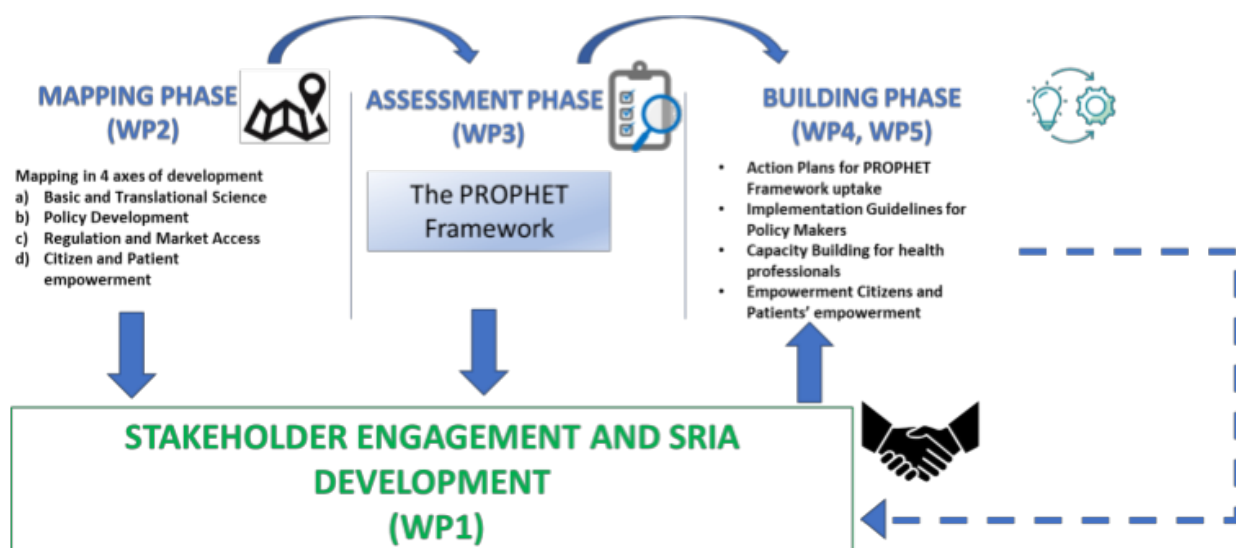 MAPPING PHASE
(WP2)
Mapping in 4 axes of development
a) Basic and Translational Science
b) Policy Development
c) Regulation and Market Access
d) Citizen and Patient
empowerment
ASSESSMENT PHASE
(WP3)
The PROPHET
Framework
BUILDING PHASE
(WP4, WP5)
• Action Plans for PROPHET
Framework uptake
• Implementation Guidelines for
Policy Makers
• Capacity Building for health
professionals
• Empowerment Citizens and
Patients' empowerment
STAKEHOLDER ENGAGEMENT AND SRIA
DEVELOPMENT
(WP1)